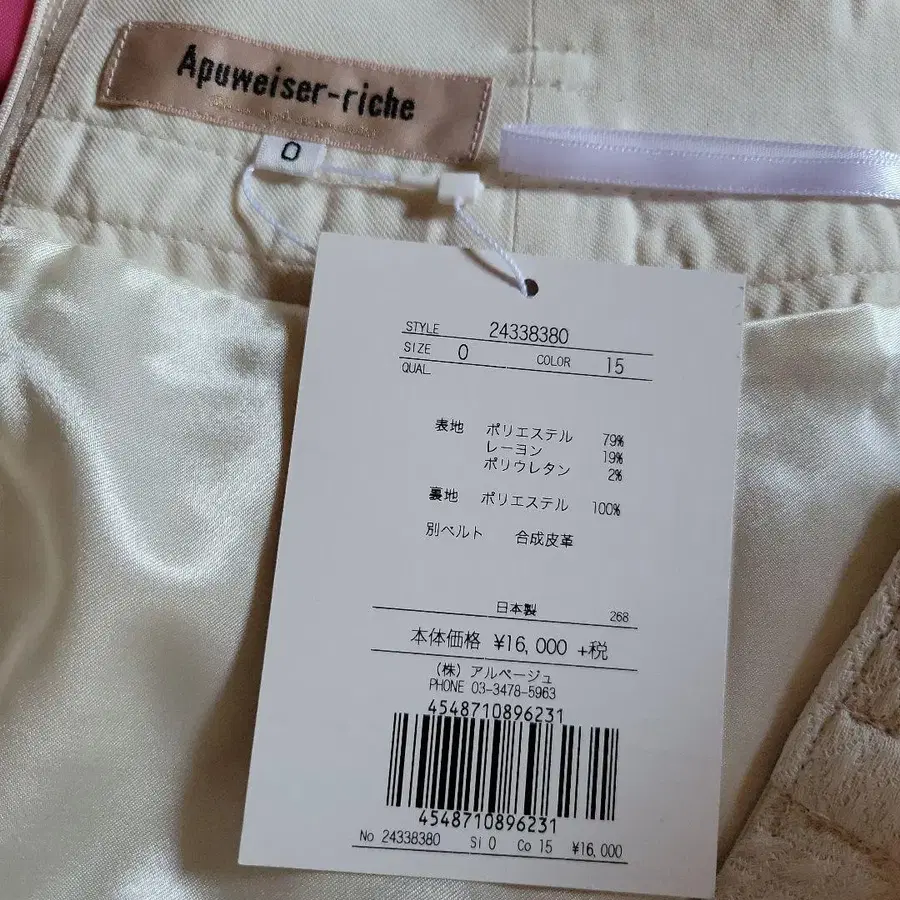 Apuweiser-riche
0
STYLE 24338380
SIZE 0 COLOR 15
QUAL
表地 ポリエステル 79%
レーヨン 19%
ポリウレタン 2%
裏地 ポリエステル 100%
別ベルト 合成皮革
日本製 268
本体価格 ¥16,000 +税
(株) アルページュ
PHONE 03-3478-5963
4548710896231
4548710896231
No 24338380 Si 0 Co 15 ¥16,000